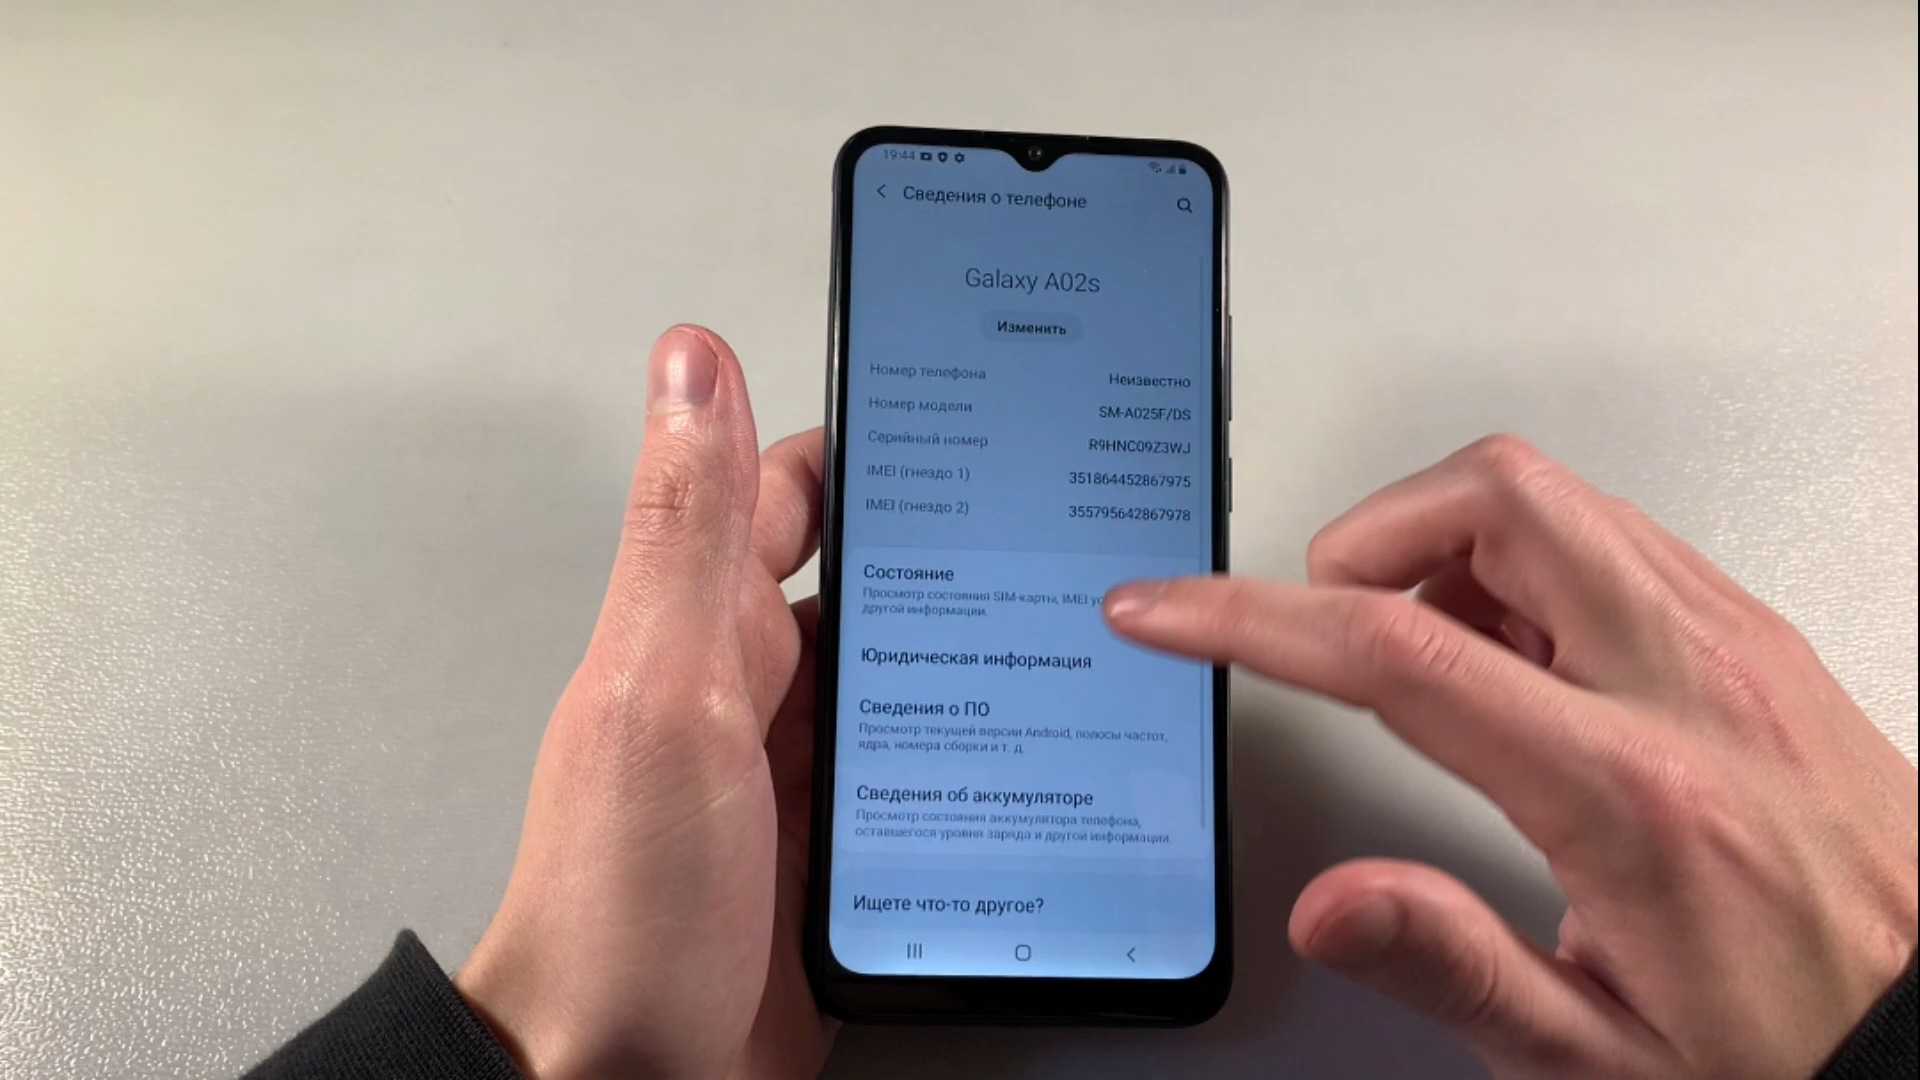 19:44
Сведения о телефоне
Galaxy A02s
Изменить
Номер телефона Неизвестно
Номер модели SM-A025F/DS
Серийный номер R9HNC09Z3WJ
IMEI (гнездо 1) 351864452867975
IMEI (гнездо 2) 355795642867978
Состояние
Просмотр состояния SIM-карты, IMEI
другой информации.
Юридическая информация
Сведения о ПО
Просмотр текущей версии Android, полосы частот,
ядра, номера сборки и т. д.
Сведения об аккумуляторе
Просмотр состояния аккумулятора телефона,
оставшегося уровня заряда и другой информации.
Ищете что-то другое?